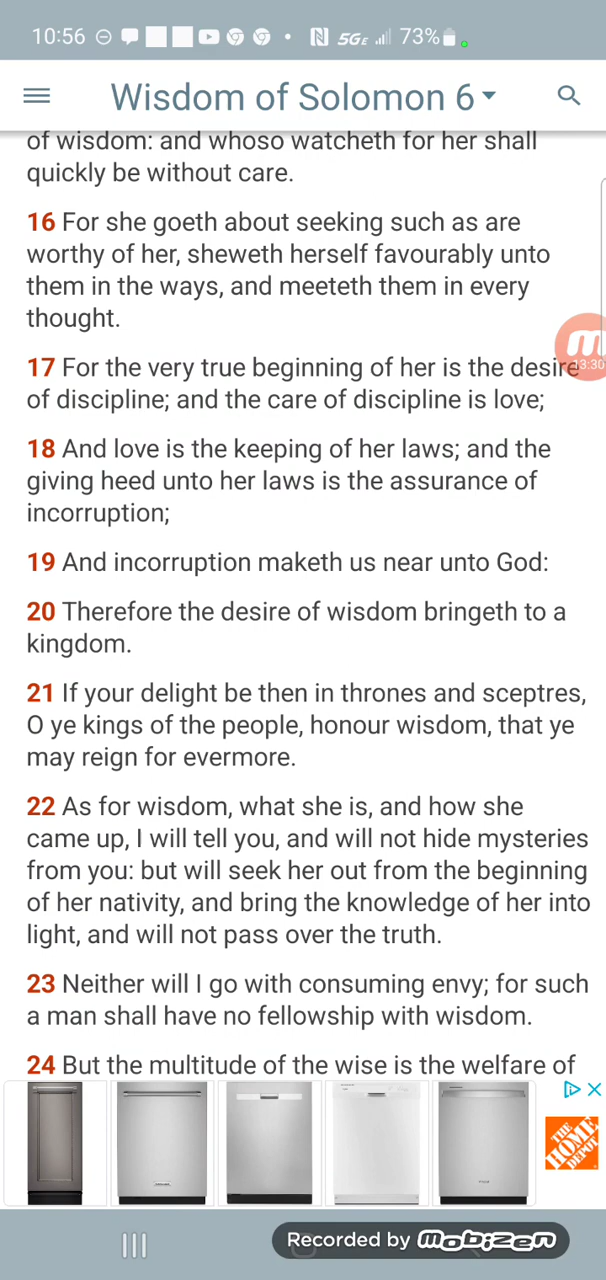 10:56 5GE 73%
Wisdom of Solomon 6
of wisdom: and whoso watcheth for her shall
quickly be without care.
16 For she goeth about seeking such as are
worthy of her, sheweth herself favourably unto
them in the ways, and meeteth them in every
thought.
13:30
17 For the very true beginning of her is the desire
of discipline; and the care of discipline is love;
18 And love is the keeping of her laws; and the
giving heed unto her laws is the assurance of
incorruption;
19 And incorruption maketh us near unto God:
20 Therefore the desire of wisdom bringeth to a
kingdom.
21 If your delight be then in thrones and sceptres,
O ye kings of the people, honour wisdom, that ye
may reign for evermore.
22 As for wisdom, what she is, and how she
came up, I will tell you, and will not hide mysteries
from you: but will seek her out from the beginning
of her nativity, and bring the knowledge of her into
light, and will not pass over the truth.
23 Neither will I go with consuming envy; for such
a man shall have no fellowship with wisdom.
24 But the multitude of the wise is the welfare of
THE HOME DEPOT
Recorded by mobizen